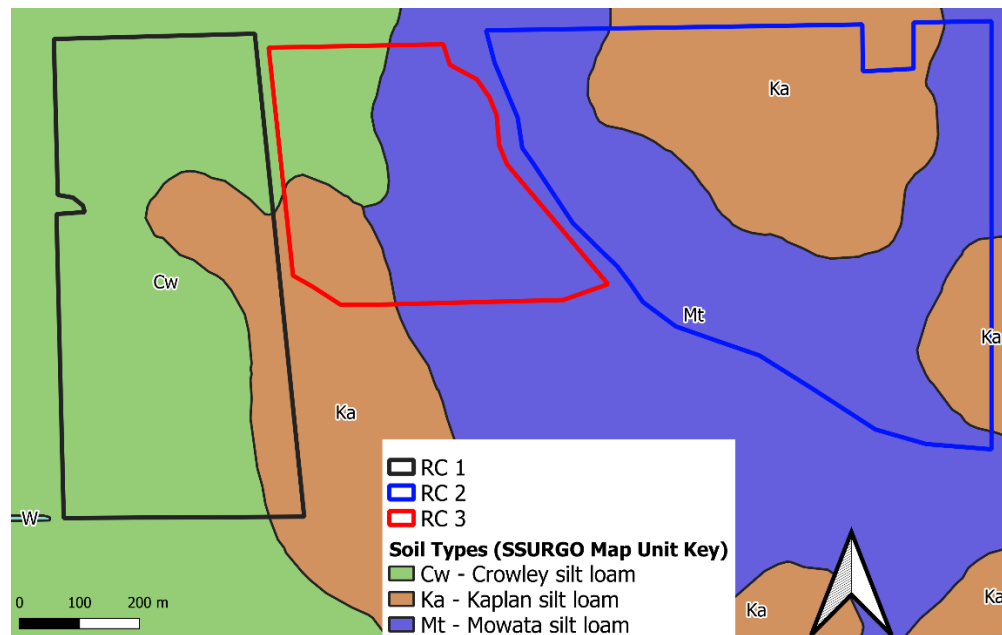 Ka
Cw
Mt
Ka
Ka
W
RC 1
RC 2
RC 3
Soil Types (SSURGO Map Unit Key)
Cw - Crowley silt loam
Ka - Kaplan silt loam
Mt - Mowata silt loam
0 100 200 m
Ka
Ka